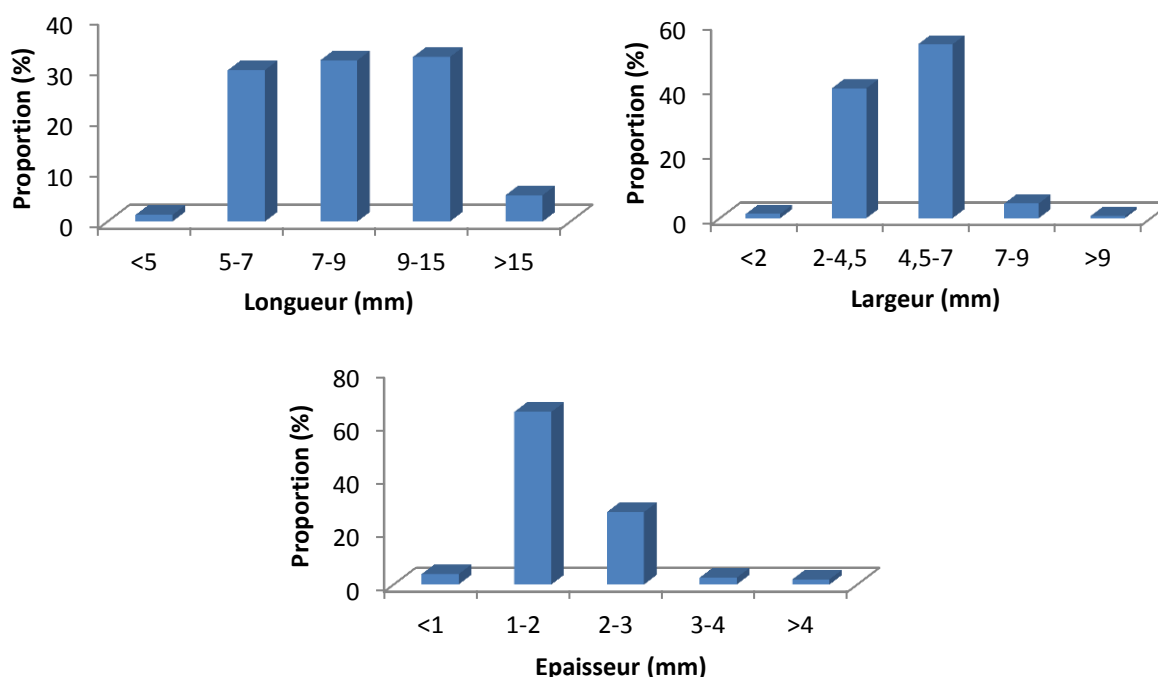 Proportion (%)
40
30
20
10
0
<5 5-7 7-9 9-15 >15
Longueur (mm)
Proportion (%)
60
40
20
0
<2 2-4,5 4,5-7 7-9 >9
Largeur (mm)
Proportion (%)
80
60
40
20
0
<1 1-2 2-3 3-4 >4
Epaisseur (mm)